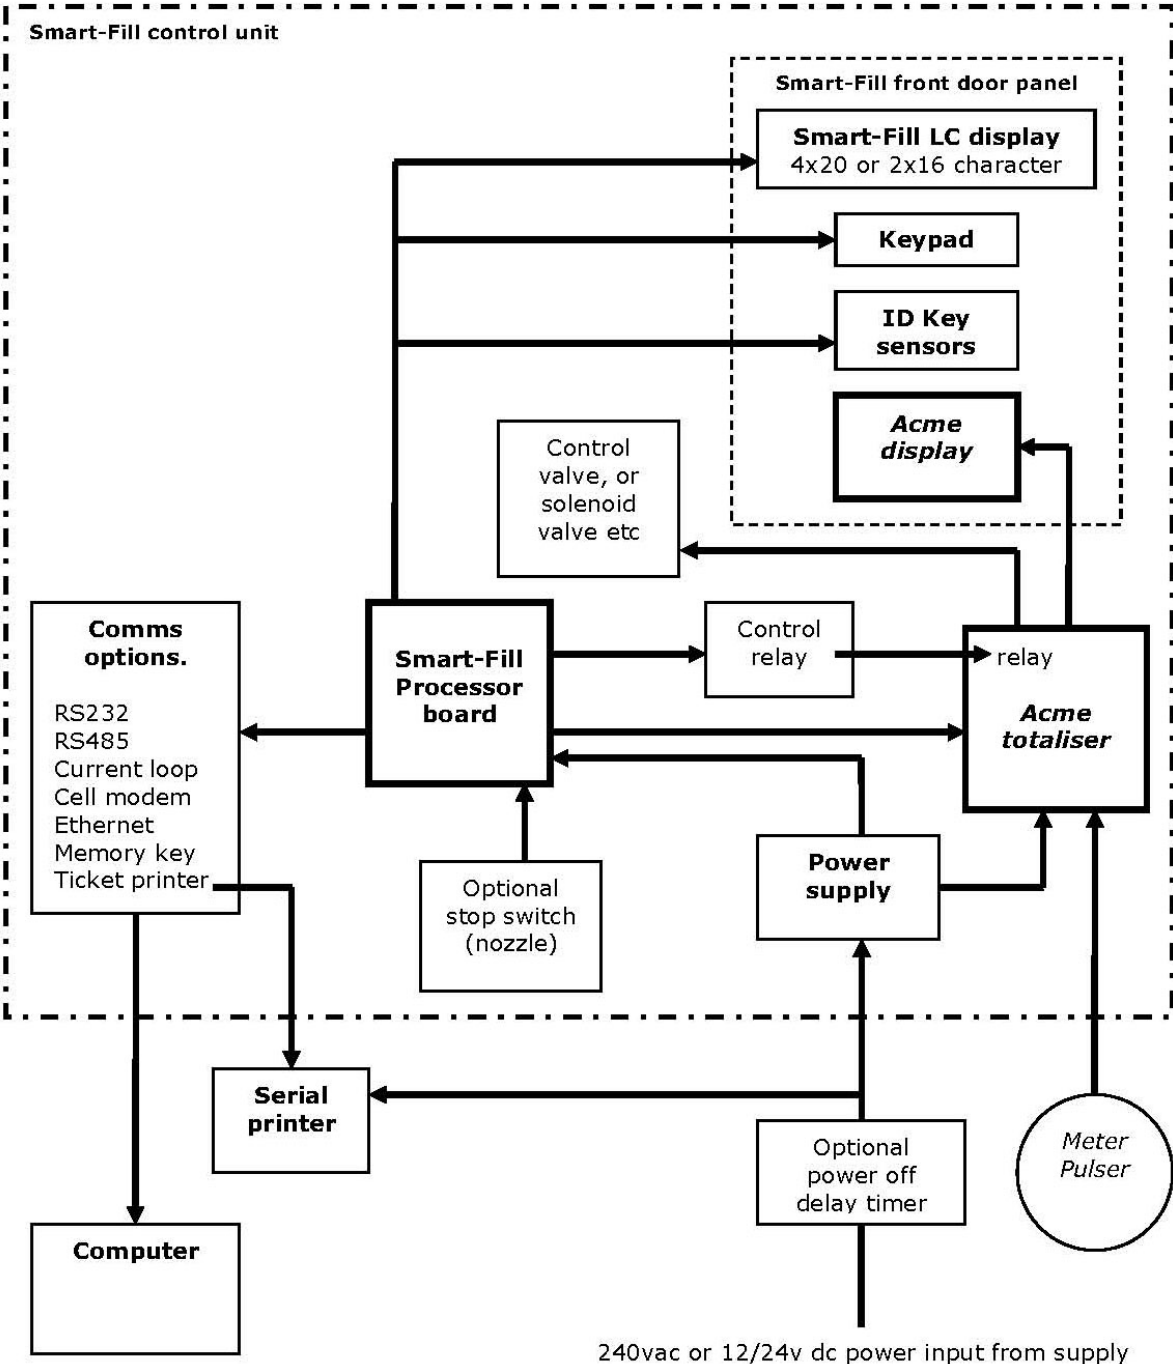 Smart-Fill control unit
Smart-Fill front door panel
Smart-Fill LC display
4x20 or 2x16 character
Keypad
ID Key
sensors
Acme
display
Control
valve, or
solenoid
valve etc
Comms
options.
RS232
RS485
Current loop
Cell modem
Ethernet
Memory key
Ticket printer
Smart-Fill
Processor
board
Control
relay
relay
Acme
totaliser
Optional
stop switch
(nozzle)
Power
supply
Serial
printer
Optional
power off
delay timer
Meter
Pulser
Computer
240vac or 12/24v dc power input from supply